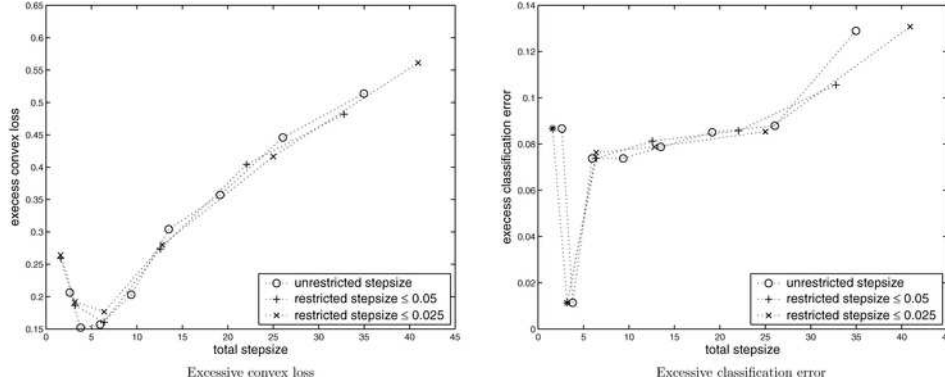 0.65
0.6
0.55
0.5
0.45
0.4
0.35
0.3
0.25
0.2
0.15
execess convex loss
0 5 10 15 20 25 30 35 40 45
total stepsize
unrestricted stepsize
restricted stepsize ≤ 0.05
restricted stepsize ≤ 0.025
Excessive convex loss
0.14
0.12
0.1
0.08
0.06
0.04
0.02
0
execess classification error
0 5 10 15 20 25 30 35 40 45
total stepsize
unrestricted stepsize
restricted stepsize ≤ 0.05
restricted stepsize ≤ 0.025
Excessive classification error